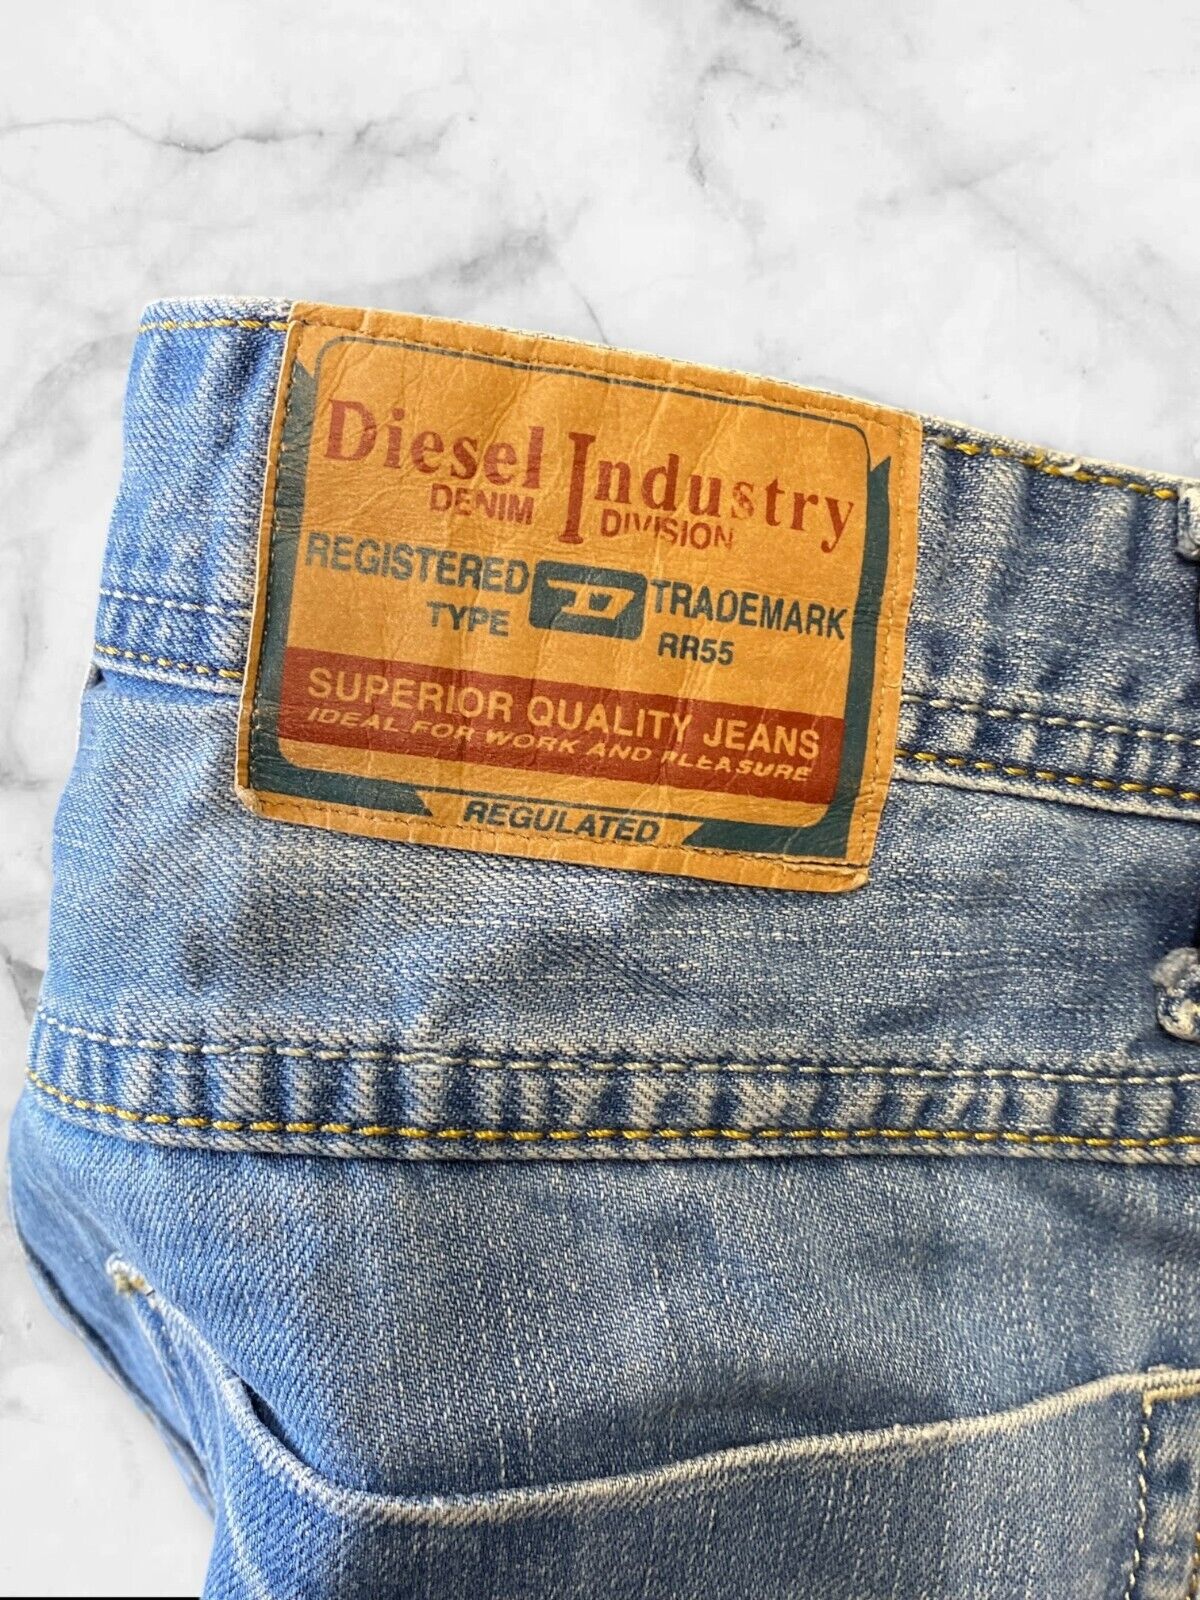 Diesel Industry
DENIM DIVISION
REGISTERED D TRADEMARK
TYPE RR55
SUPERIOR QUALITY JEANS
IDEAL FOR WORK AND PLEASURE
REGULATED